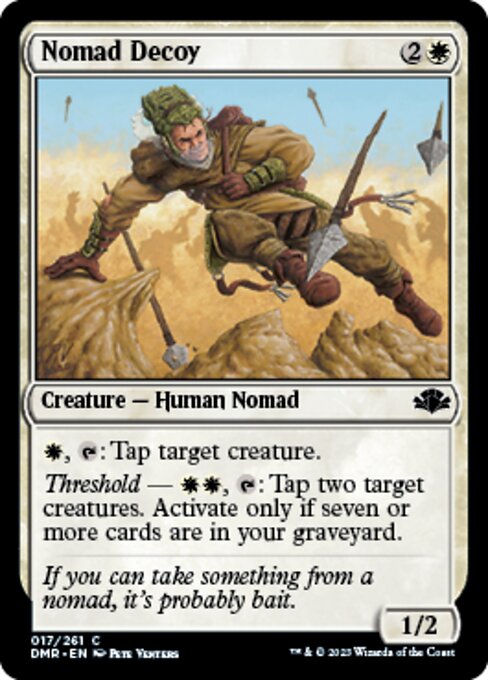 Nomad Decoy 2
Creature — Human Nomad
, : Tap target creature.
Threshold — , : Tap two target
creatures. Activate only if seven or
more cards are in your graveyard.
If you can take something from a
nomad, it's probably bait.
1/2
017/261 C
DMR • EN Pete Venters
™ & © 2023 Wizards of the Coast